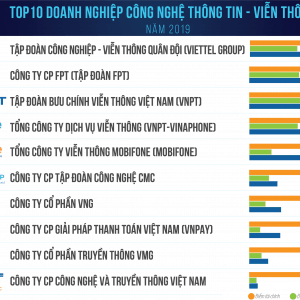 TOP10 DOANH NGHIỆP CÔNG NGHỆ THÔNG TIN - VIỄN THÔ
NĂM 2019
TẬP ĐOÀN CÔNG NGHIỆP - VIỄN THÔNG QUÂN ĐỘI (VIETTEL GROUP)
CÔNG TY CP FPT (TẬP ĐOÀN FPT)
TẬP ĐOÀN BƯU CHÍNH VIỄN THÔNG VIỆT NAM (VNPT)
TỔNG CÔNG TY DỊCH VỤ VIỄN THÔNG (VNPT-VINAPHONE)
TỔNG CÔNG TY VIỄN THÔNG MOBIFONE (MOBIFONE)
CÔNG TY CP TẬP ĐOÀN CÔNG NGHỆ CMC
CÔNG TY CỔ PHẦN VNG
CÔNG TY CP GIẢI PHÁP THANH TOÁN VIỆT NAM (VNPAY)
CÔNG TY CỔ PHẦN TRUYỀN THÔNG VMG
CÔNG TY CP CÔNG NGHỆ VÀ TRUYỀN THÔNG VIỆT NAM